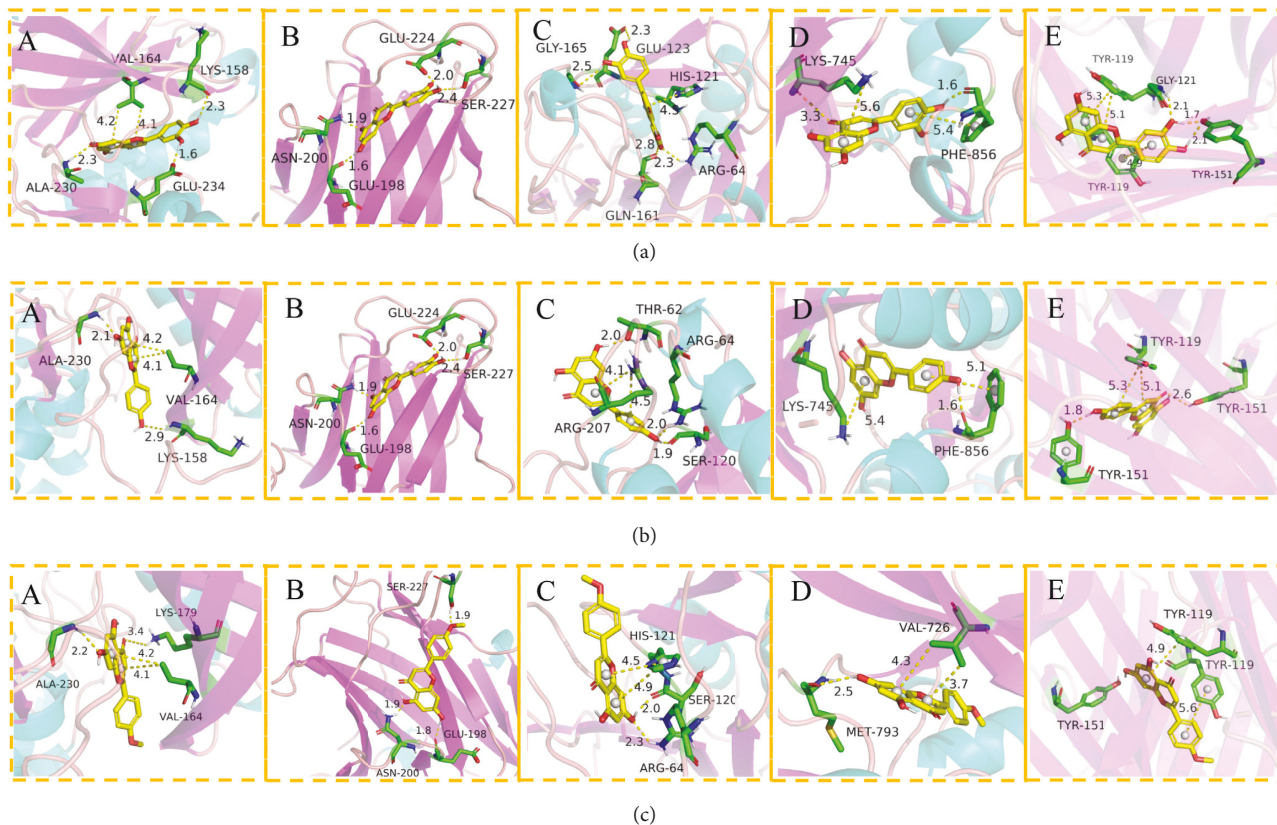 A
VAL-164
LYS-158
2.3
4.2
4.1
2.3
1.6
ALA-230
GLU-234
B
GLU-224
2.0
2.4
SER-227
1.9
ASN-200
1.6
GLU-198
C
2.3
GLU-123
GLY-165
2.5
HIS-121
4.3
2.8
2.3
ARG-64
GLN-161
D
LYS-745
1.6
5.6
3.3
5.4
PHE-856
E
TYR-119
GLY-121
5.3
2.1
5.1
1.7
2.1
4.9
TYR-119
TYR-151
(a)
A
2.1
4.2
ALA-230
VAL-164
2.9
LYS-158
B
GLU-224
2.0
2.4
SER-227
1.9
ASN-200
1.6
GLU-198
C
THR-62
2.0
ARG-64
4.1
4.5
ARG-207
2.0
1.9
SER-120
D
5.1
LYS-745
1.6
5.4
PHE-856
E
TYR-119
5.3
5.1
2.6
1.8
TYR-151
TYR-151
(b)
A
LYS-179
3.4
4.2
2.2
4.1
ALA-230
VAL-164
B
SER-227
1.9
1.9
1.8
GLU-198
ASN-200
C
HIS-121
4.5
4.9
SER-120
2.0
2.3
ARG-64
D
VAL-726
4.3
3.7
2.5
MET-793
E
TYR-119
4.9
TYR-119
TYR-151
5.6
(c)